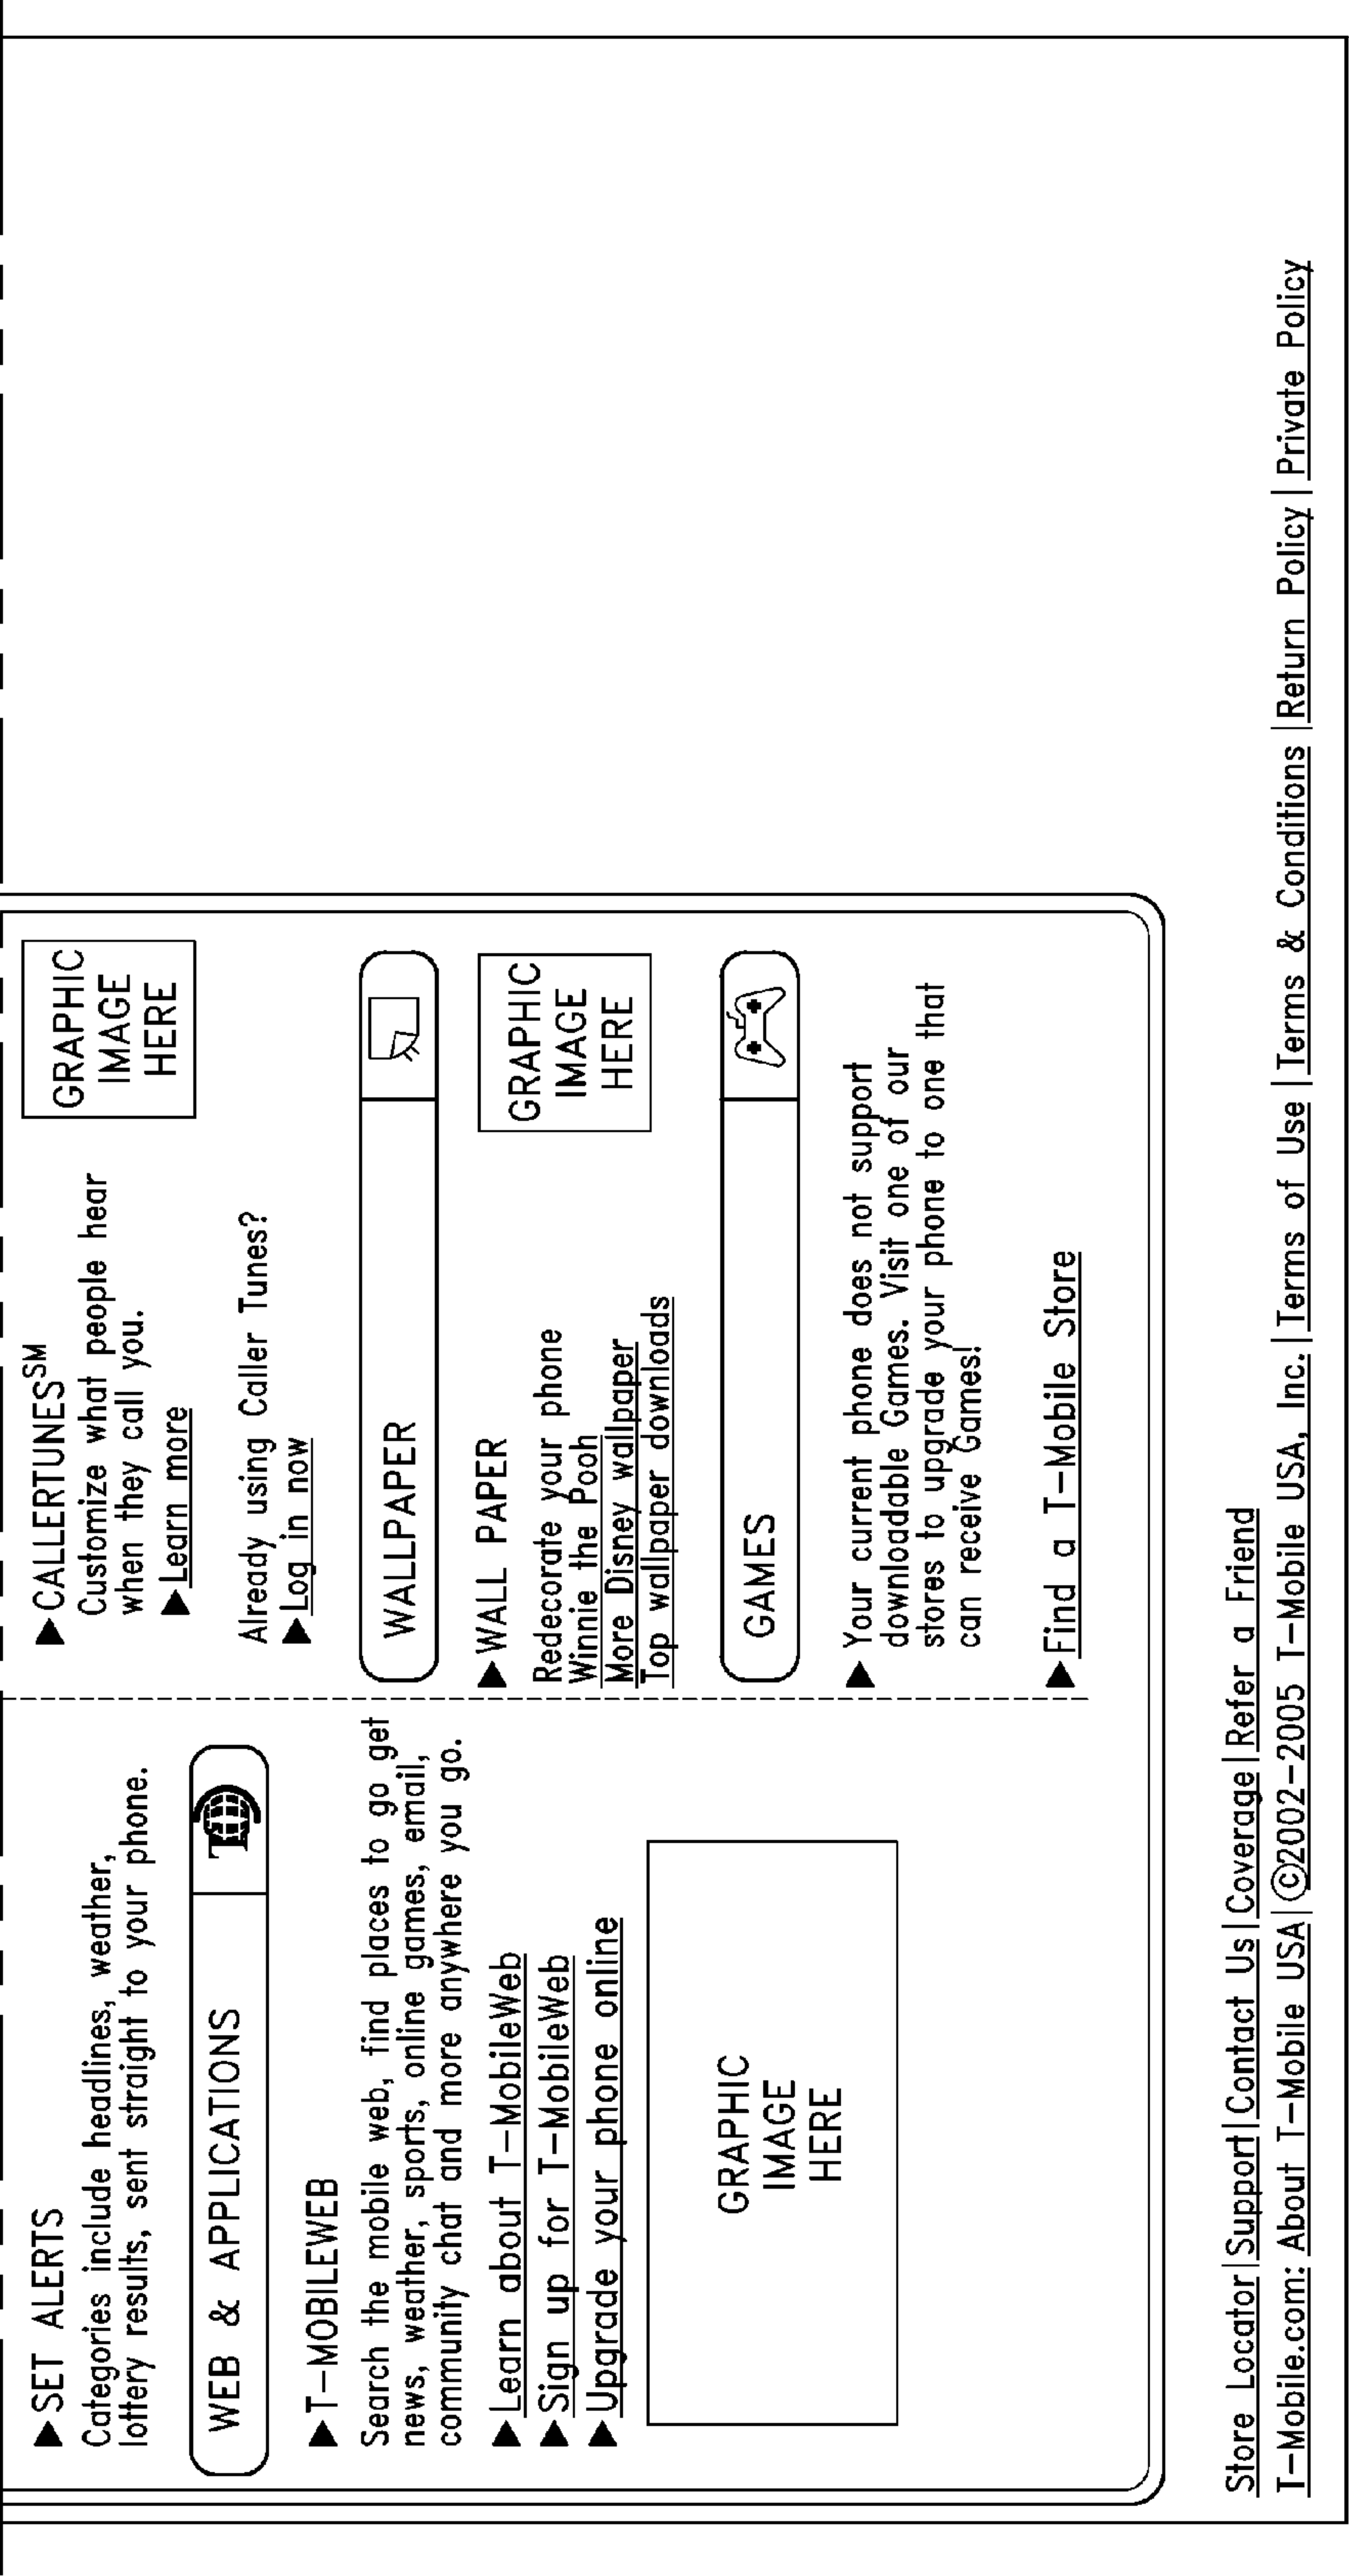 ▶ SET ALERTS
Categories include headlines, weather,
lottery results, sent straight to your phone.
WEB & APPLICATIONS
T
▶ T-MOBILEWEB
Search the mobile web, find places to go get
news, weather, sports, online games, email,
community chat and more anywhere you go.
▶ Learn about T-MobileWeb
▶ Sign up for T-MobileWeb
▶ Upgrade your phone online
GRAPHIC
IMAGE
HERE
▶ CALLERTUNES℠
Customize what people hear
when they call you.
▶ Learn more
GRAPHIC
IMAGE
HERE
Already using Caller Tunes?
▶ Log in now
WALLPAPER
▶ WALL PAPER
Redecorate your phone
Winnie the Pooh
More Disney wallpaper
Top wallpaper downloads
GRAPHIC
IMAGE
HERE
GAMES
▶ Your current phone does not support
downloadable Games. Visit one of our
stores to upgrade your phone to one that
can receive Games!
▶ Find a T-Mobile Store
Store Locator|Support|Contact Us|Coverage|Refer a Friend
T-Mobile.com: About T-Mobile USA|©2002-2005 T-Mobile USA, Inc.|Terms of Use|Terms & Conditions|Return Policy|Private Policy